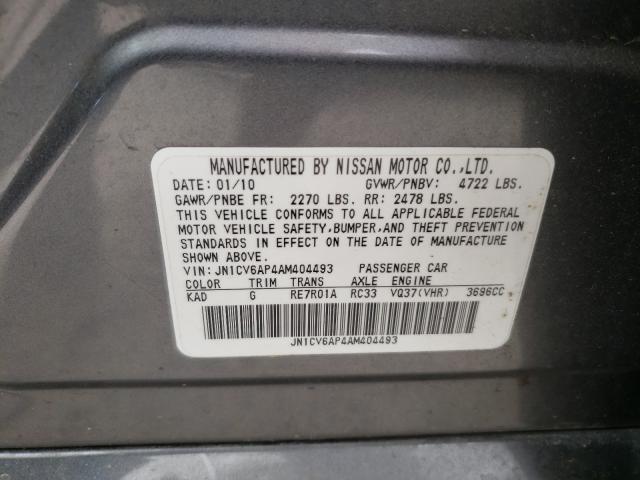 MANUFACTURED BY NISSAN MOTOR CO.,LTD.
DATE: 01/10 GVWR/PNBV: 4722 LBS.
GAWR/PNBE FR: 2270 LBS. RR: 2478 LBS.
THIS VEHICLE CONFORMS TO ALL APPLICABLE FEDERAL
MOTOR VEHICLE SAFETY,BUMPER,AND THEFT PREVENTION
STANDARDS IN EFFECT ON THE DATE OF MANUFACTURE
SHOWN ABOVE.
VIN:JN1CV6AP4AM404493 PASSENGER CAR
COLOR TRIM TRANS AXLE ENGINE
KAD G RE7R01A RC33 VQ37(VHR) 3696CC
JN1CV6AP4AM404493